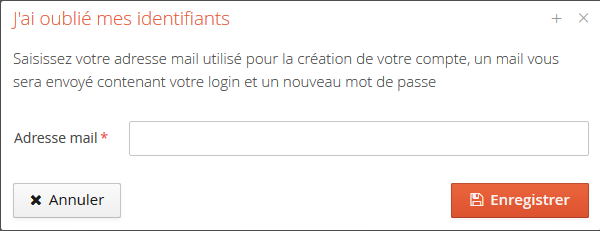 J'ai oublié mes identifiants
Saisissez votre adresse mail utilisé pour la création de votre compte, un mail vous
sera envoyé contenant votre login et un nouveau mot de passe
Adresse mail *
Annuler
Enregistrer